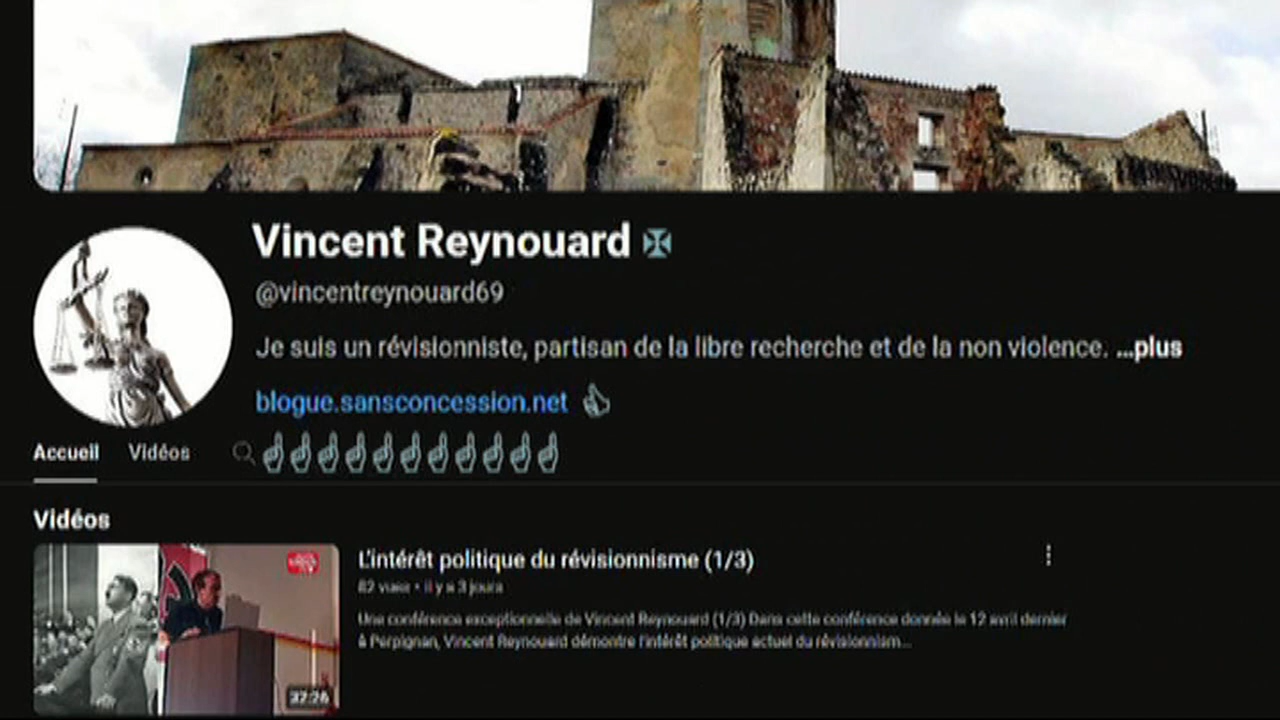 Vincent Reynouard
@vincentreynouard69
Je suis un révisionniste, partisan de la libre recherche et de la non violence. ...plus
blogue.sansconcession.net
Accueil Vidéos
Vidéos
L'intérêt politique du révisionnisme (1/3)
82 vues • il y a 3 jours
Une conférence exceptionnelle de Vincent Reynouard (1/3) Dans cette conférence donnée le 12 avril dernier
à Perpignan, Vincent Reynouard démontre l'intérêt politique actuel du révisionnism...